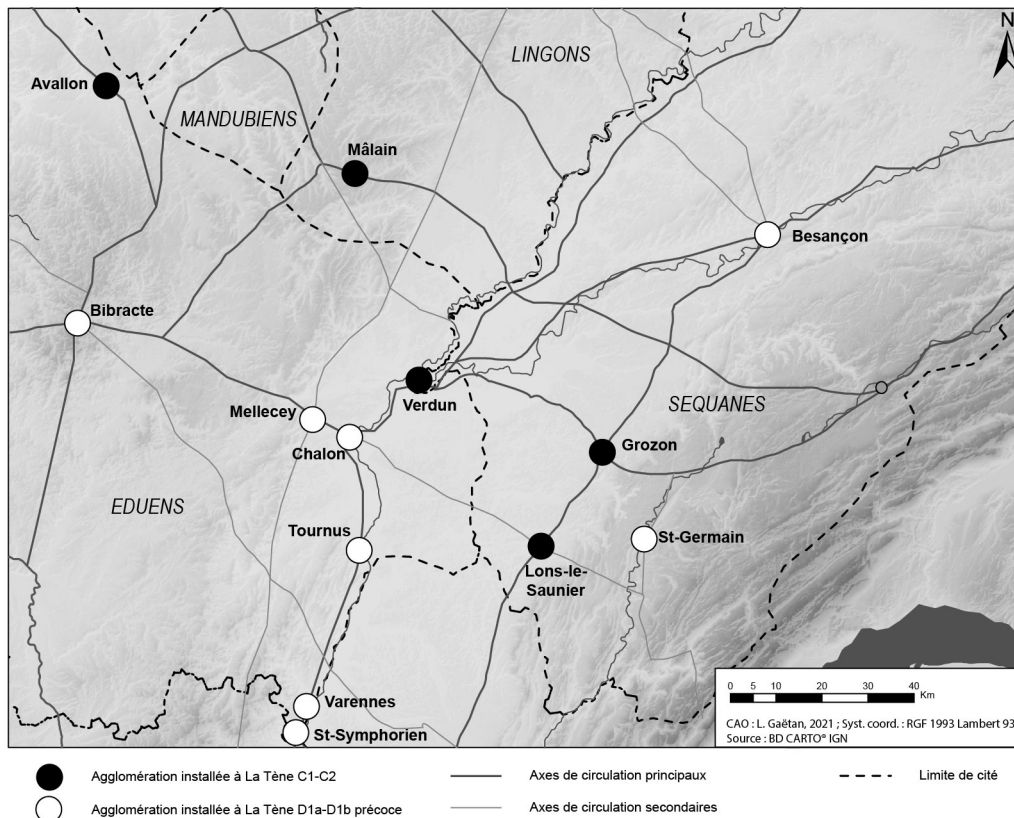 N
LINGONS
Avallon
MANDUBIENS
Mâlain
Besançon
Bibracte
Verdun
SEQUANES
Mellecey
Chalon
Grozon
EDUENS
Tournus
St-Germain
Lons-le-
Saunier
Varennes
St-Symphorien
0 5 10 20 30 40
Km
CAO : L. Gaëtan, 2021 ; Syst. coord. : RGF 1993 Lambert 93
Source : BD CARTO® IGN
Agglomération installée à La Tène C1-C2
Axes de circulation principaux
Limite de cité
Agglomération installée à La Tène D1a-D1b précoce
Axes de circulation secondaires